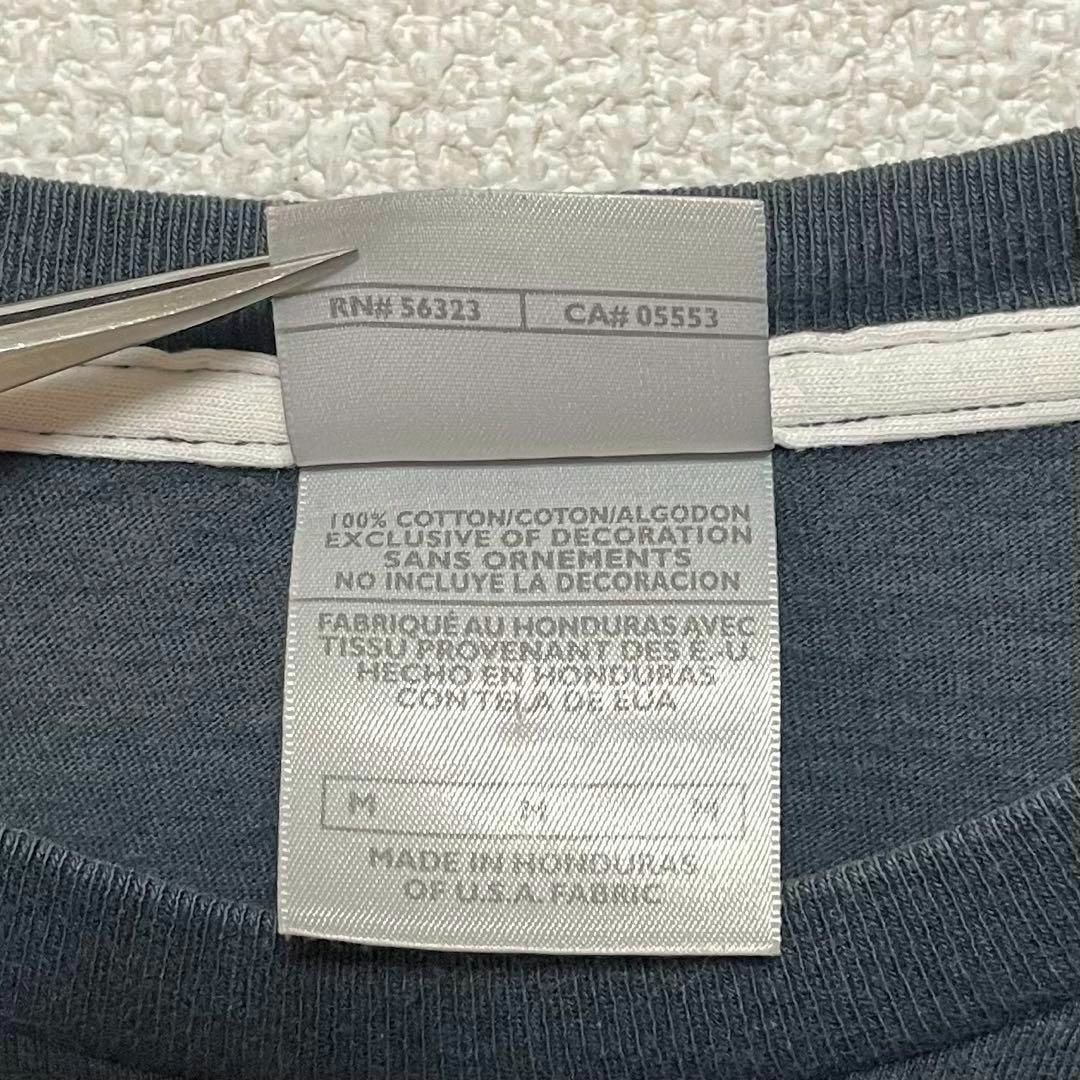 RN# 56323 CA# 05553
100% COTTON/COTON/ALGODON
EXCLUSIVE OF DECORATION
SANS ORNEMENTS
NO INCLUYE LA DECORACION
FABRIQUÉ AU HONDURAS AVEC
TISSU PROVENANT DES E.-U.
HECHO EN HONDURAS
CON TELA DE EUA
M M M
MADE IN HONDURAS
OF U.S.A. FABRIC